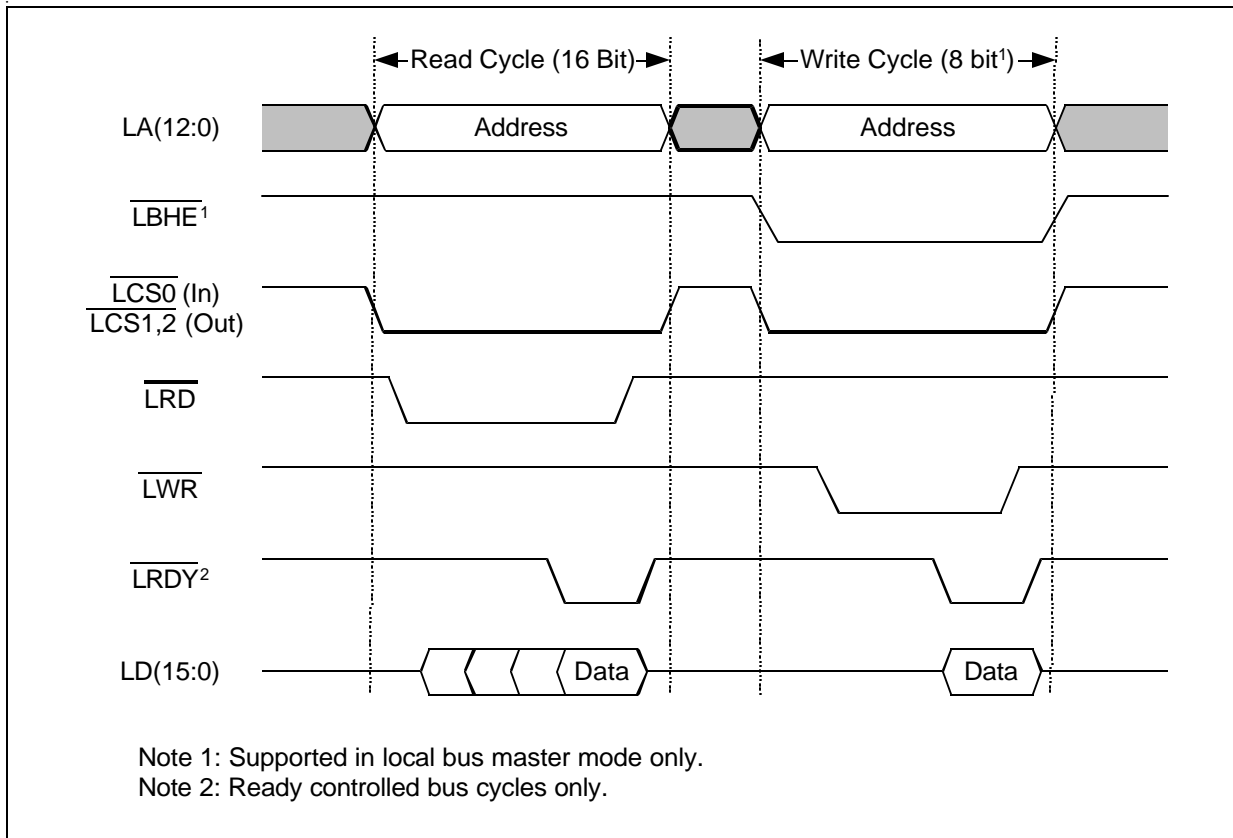 Read Cycle (16 Bit) Write Cycle (8 bit¹)
LA(12:0) Address Address
LBHE¹
LCS0 (In)
LCS1,2 (Out)
LRD
LWR
LRDY²
LD(15:0) Data Data
Note 1: Supported in local bus master mode only.
Note 2: Ready controlled bus cycles only.